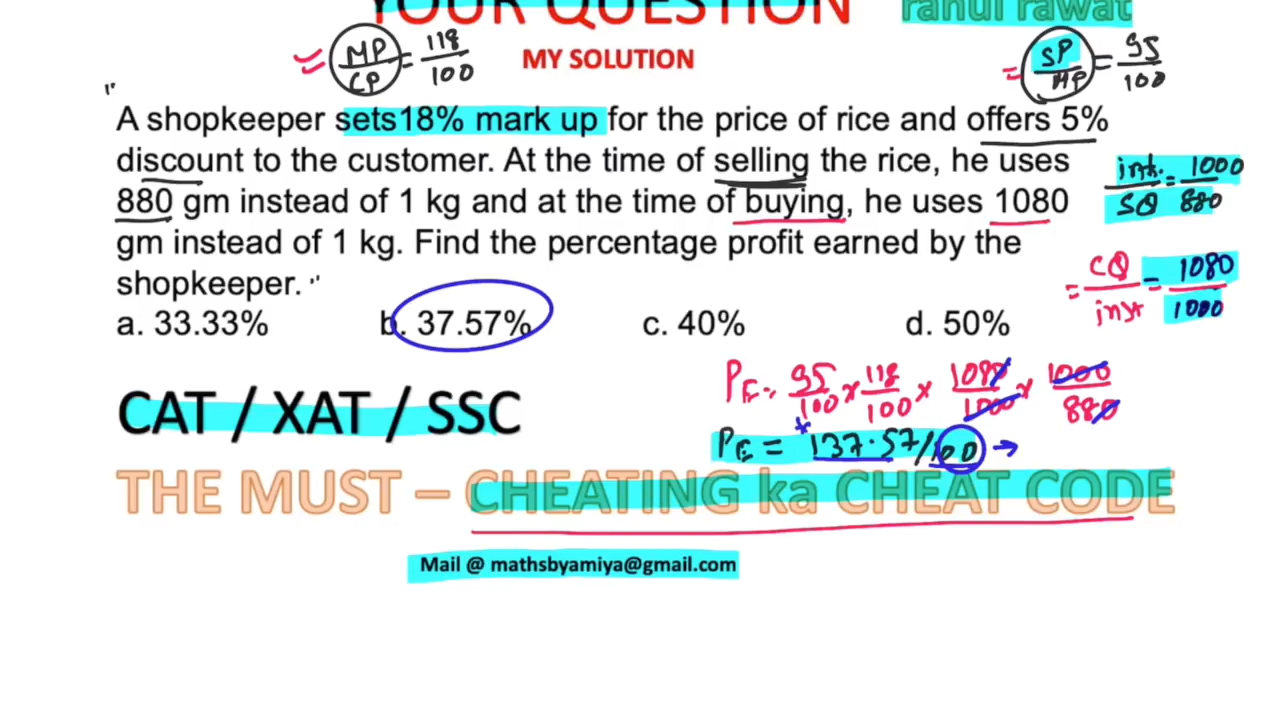 YOUR QUESTION
rahul rawat
MP/CP = 118/100
MY SOLUTION
SP/MP = 95/100
"A shopkeeper sets18% mark up for the price of rice and offers 5%
discount to the customer. At the time of selling the rice, he uses
880 gm instead of 1 kg and at the time of buying, he uses 1080
gm instead of 1 kg. Find the percentage profit earned by the
shopkeeper."
= 1000/880
SQ
CQ/inst = 1080/1000
a. 33.33%
b. 37.57%
c. 40%
d. 50%
PE = 95/100 × 118/100 × 1080/1000 × 1000/880
CAT / XAT / SSC
PE = 137.57/100 →
THE MUST – CHEATING ka CHEAT CODE
Mail @ mathsbyamiya@gmail.com